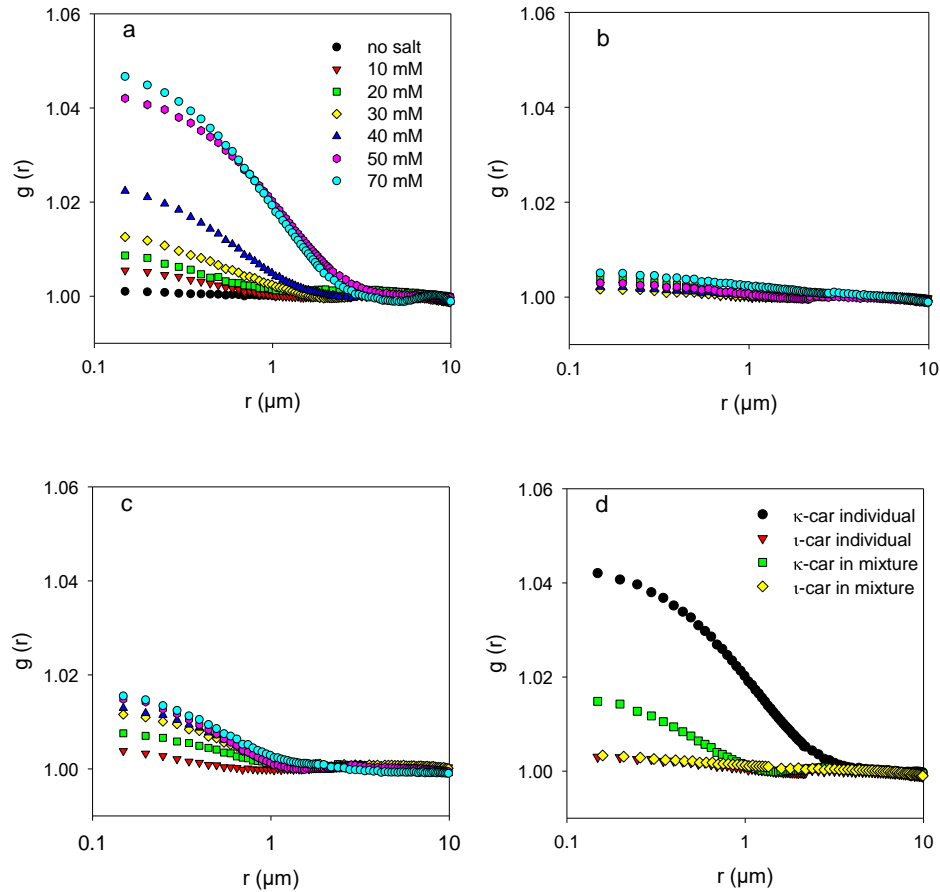 a
1.06
1.04
1.02
1.00
g (r)
no salt
10 mM
20 mM
30 mM
40 mM
50 mM
70 mM
0.1
1
10
r (µm)
b
1.06
1.04
1.02
1.00
g (r)
0.1
1
10
r (µm)
c
1.06
1.04
1.02
1.00
g (r)
0.1
1
10
r (µm)
d
1.06
1.04
1.02
1.00
g (r)
κ-car individual
ι-car individual
κ-car in mixture
ι-car in mixture
0.1
1
10
r (µm)